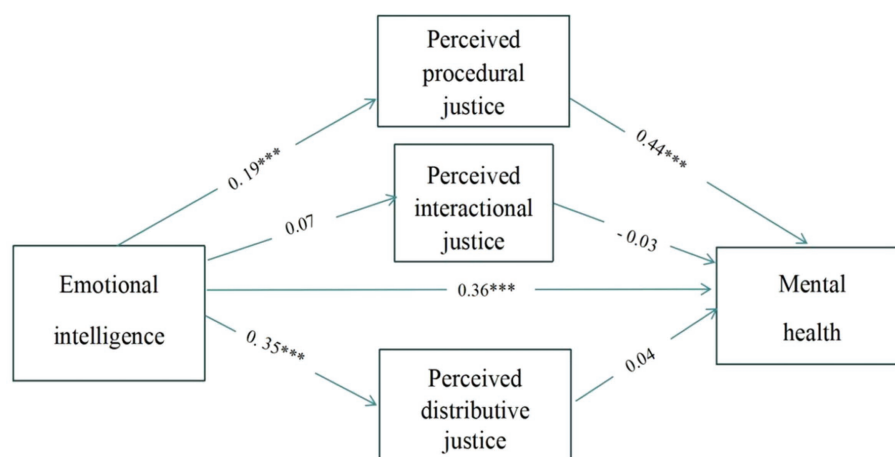 Perceived
procedural
justice
0. 19***
0.44***
Perceived
interactional
justice
0.07
- 0.03
Emotional
intelligence
0.36***
Mental
health
0. 35***
0.04
Perceived
distributive
justice